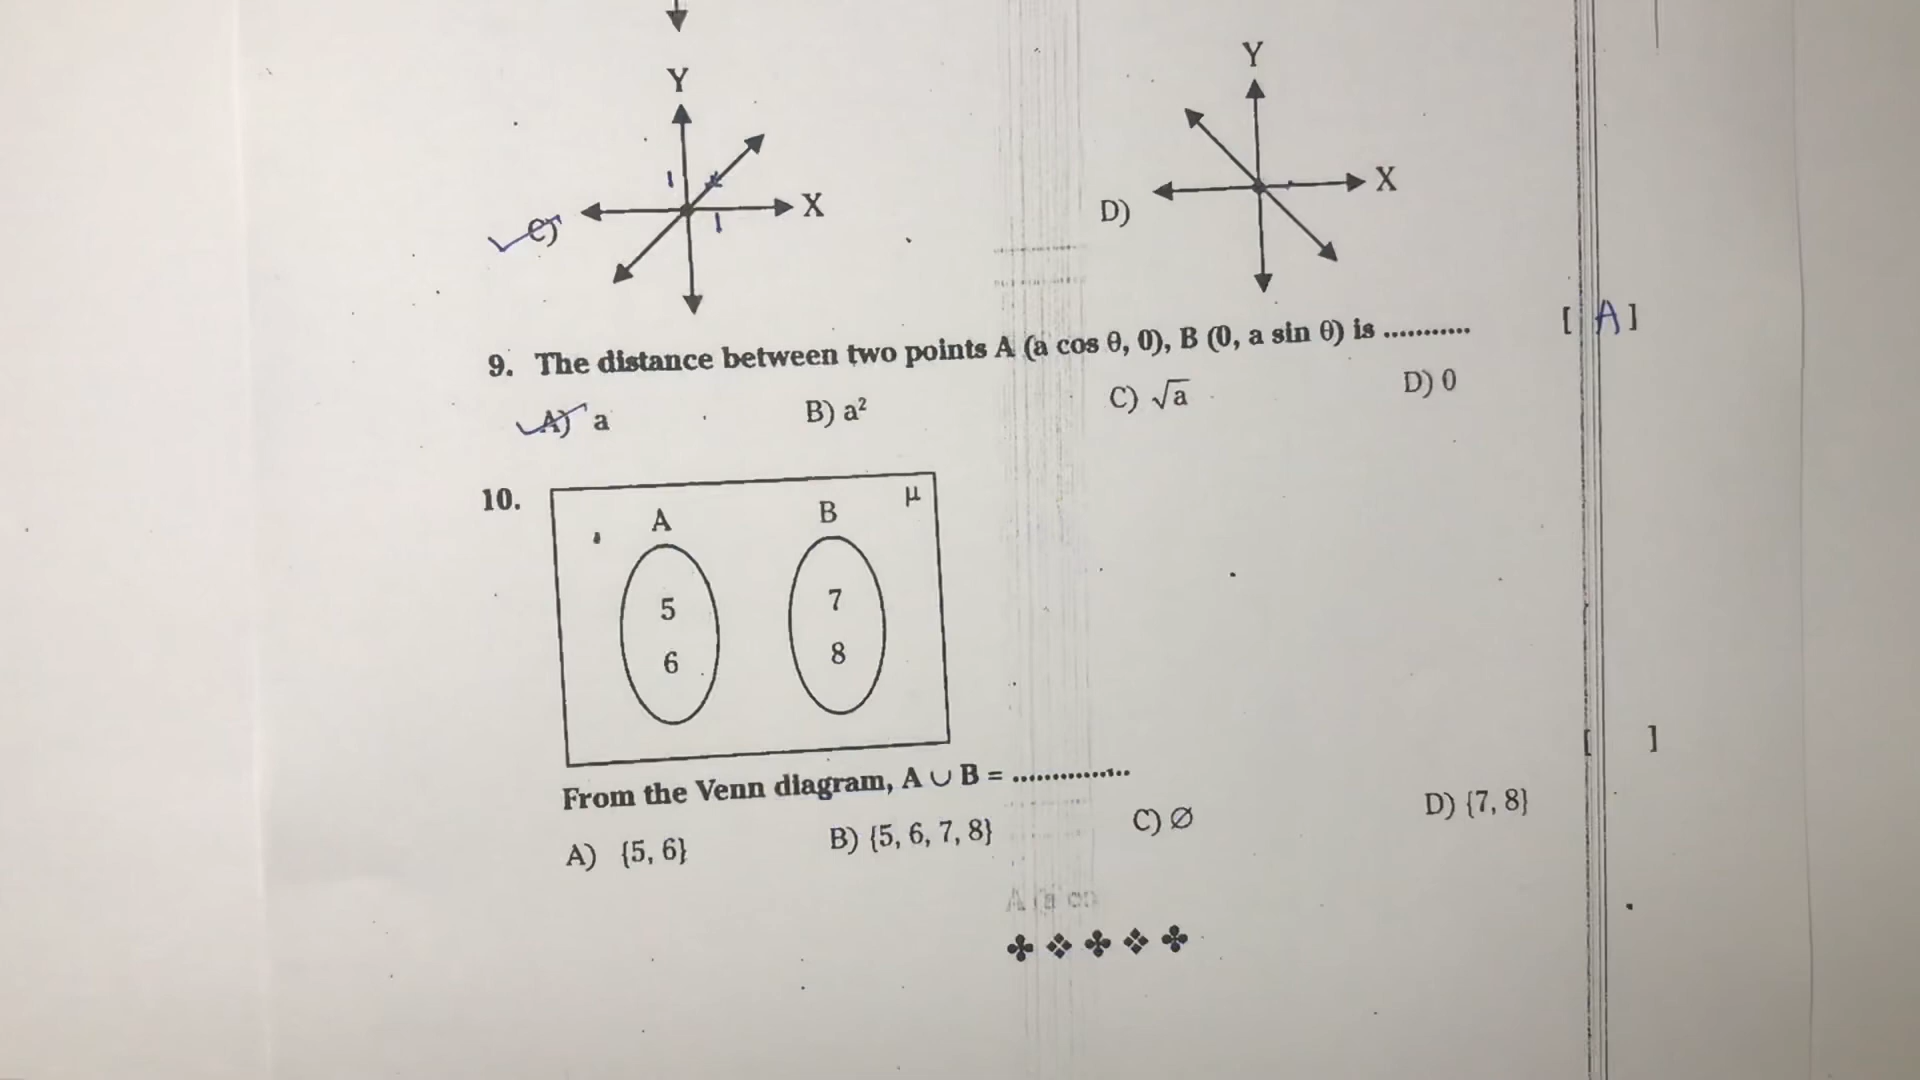 Y
Y
X
X
C)
D)
9. The distance between two points A (a cos θ, 0), B (0, a sin θ) is ........... [ A ]
A) a B) a² C) √a D) 0
10.
A B μ
5 7
6 8
[ ]
From the Venn diagram, A ∪ B = ..............
A) {5, 6} B) {5, 6, 7, 8} C) ∅ D) {7, 8}